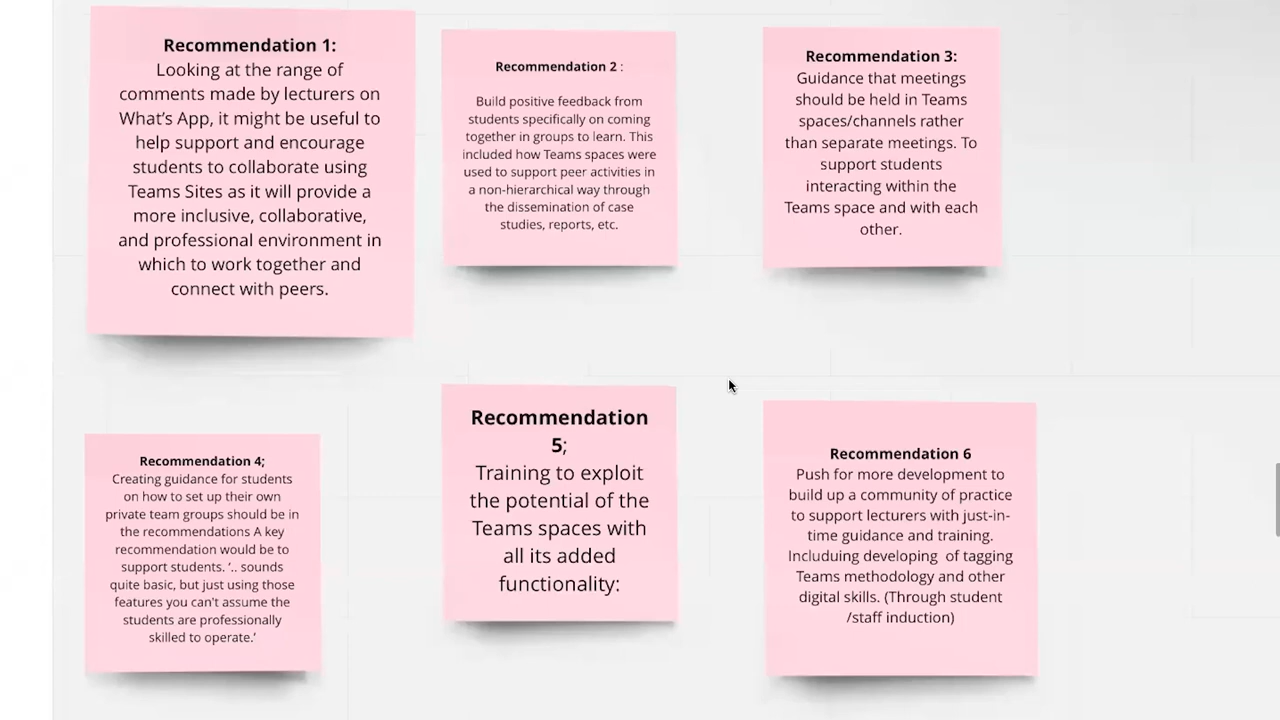 Recommendation 1:
Looking at the range of
comments made by lecturers on
What's App, it might be useful to
help support and encourage
students to collaborate using
Teams Sites as it will provide a
more inclusive, collaborative,
and professional environment in
which to work together and
connect with peers.
Recommendation 2 :
Build positive feedback from
students specifically on coming
together in groups to learn. This
included how Teams spaces were
used to support peer activities in
a non-hierarchical way through
the dissemination of case
studies, reports, etc.
Recommendation 3:
Guidance that meetings
should be held in Teams
spaces/channels rather
than separate meetings. To
support students
interacting within the
Teams space and with each
other.
Recommendation 4;
Creating guidance for students
on how to set up their own
private team groups should be in
the recommendations A key
recommendation would be to
support students. '.. sounds
quite basic, but just using those
features you can't assume the
students are professionally
skilled to operate.'
Recommendation
5;
Training to exploit
the potential of the
Teams spaces with
all its added
functionality:
Recommendation 6
Push for more development to
build up a community of practice
to support lecturers with just-in-
time guidance and training.
Includuing developing of tagging
Teams methodology and other
digital skills. (Through student
/staff induction)